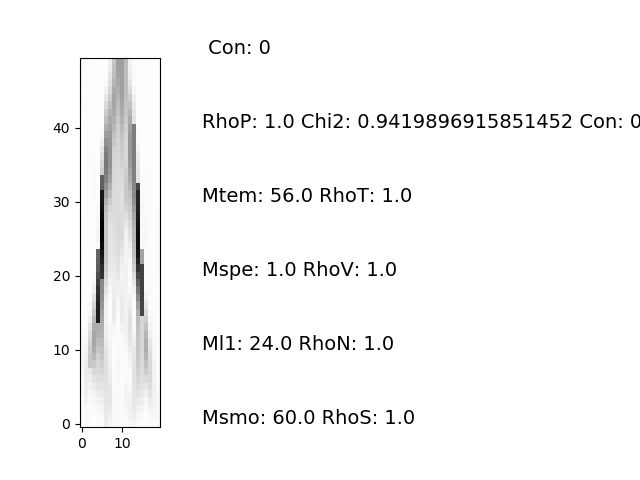 Con: 0
RhoP: 1.0 Chi2: 0.9419896915851452 Con: 0
Mtem: 56.0 RhoT: 1.0
Mspe: 1.0 RhoV: 1.0
Ml1: 24.0 RhoN: 1.0
Msmo: 60.0 RhoS: 1.0
40
30
20
10
0
0 10